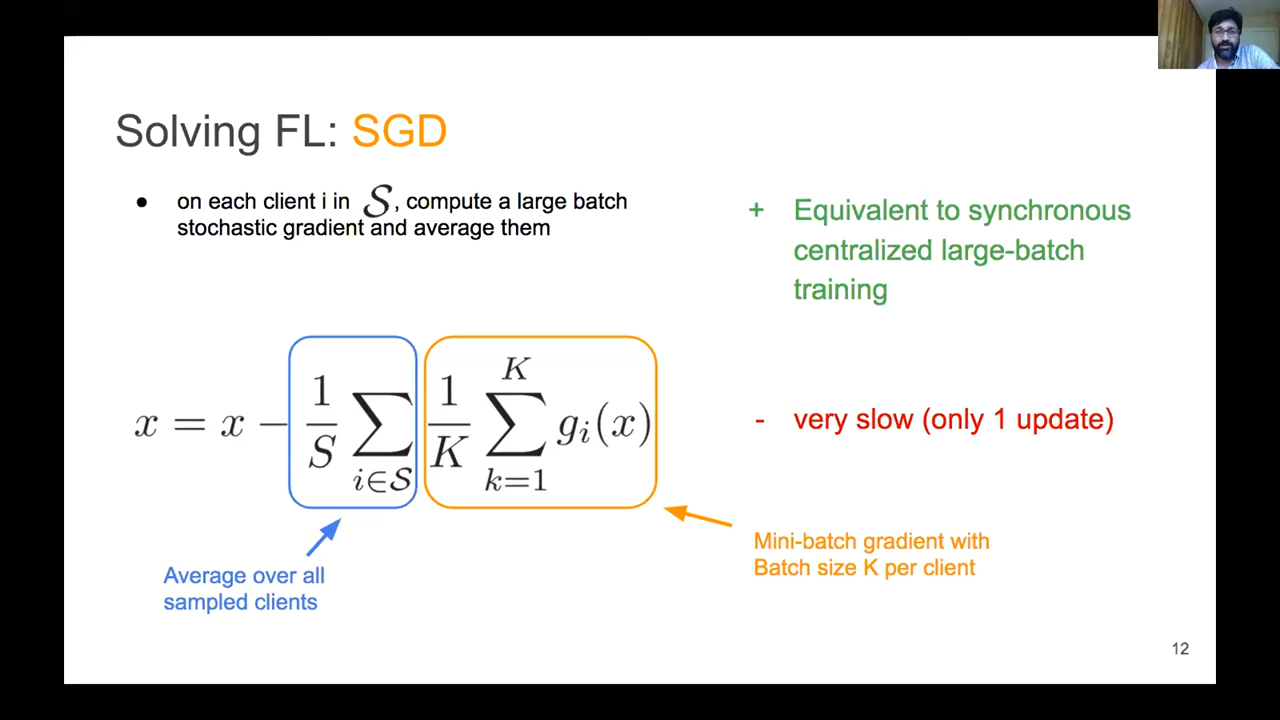 Solving FL: SGD
● on each client i in 𝒮, compute a large batch
stochastic gradient and average them
+ Equivalent to synchronous
centralized large-batch
training
x = x − 1/S ∑_{i∈𝒮} 1/K ∑_{k=1}^{K} g_i(x)
- very slow (only 1 update)
Mini-batch gradient with
Batch size K per client
Average over all
sampled clients
12